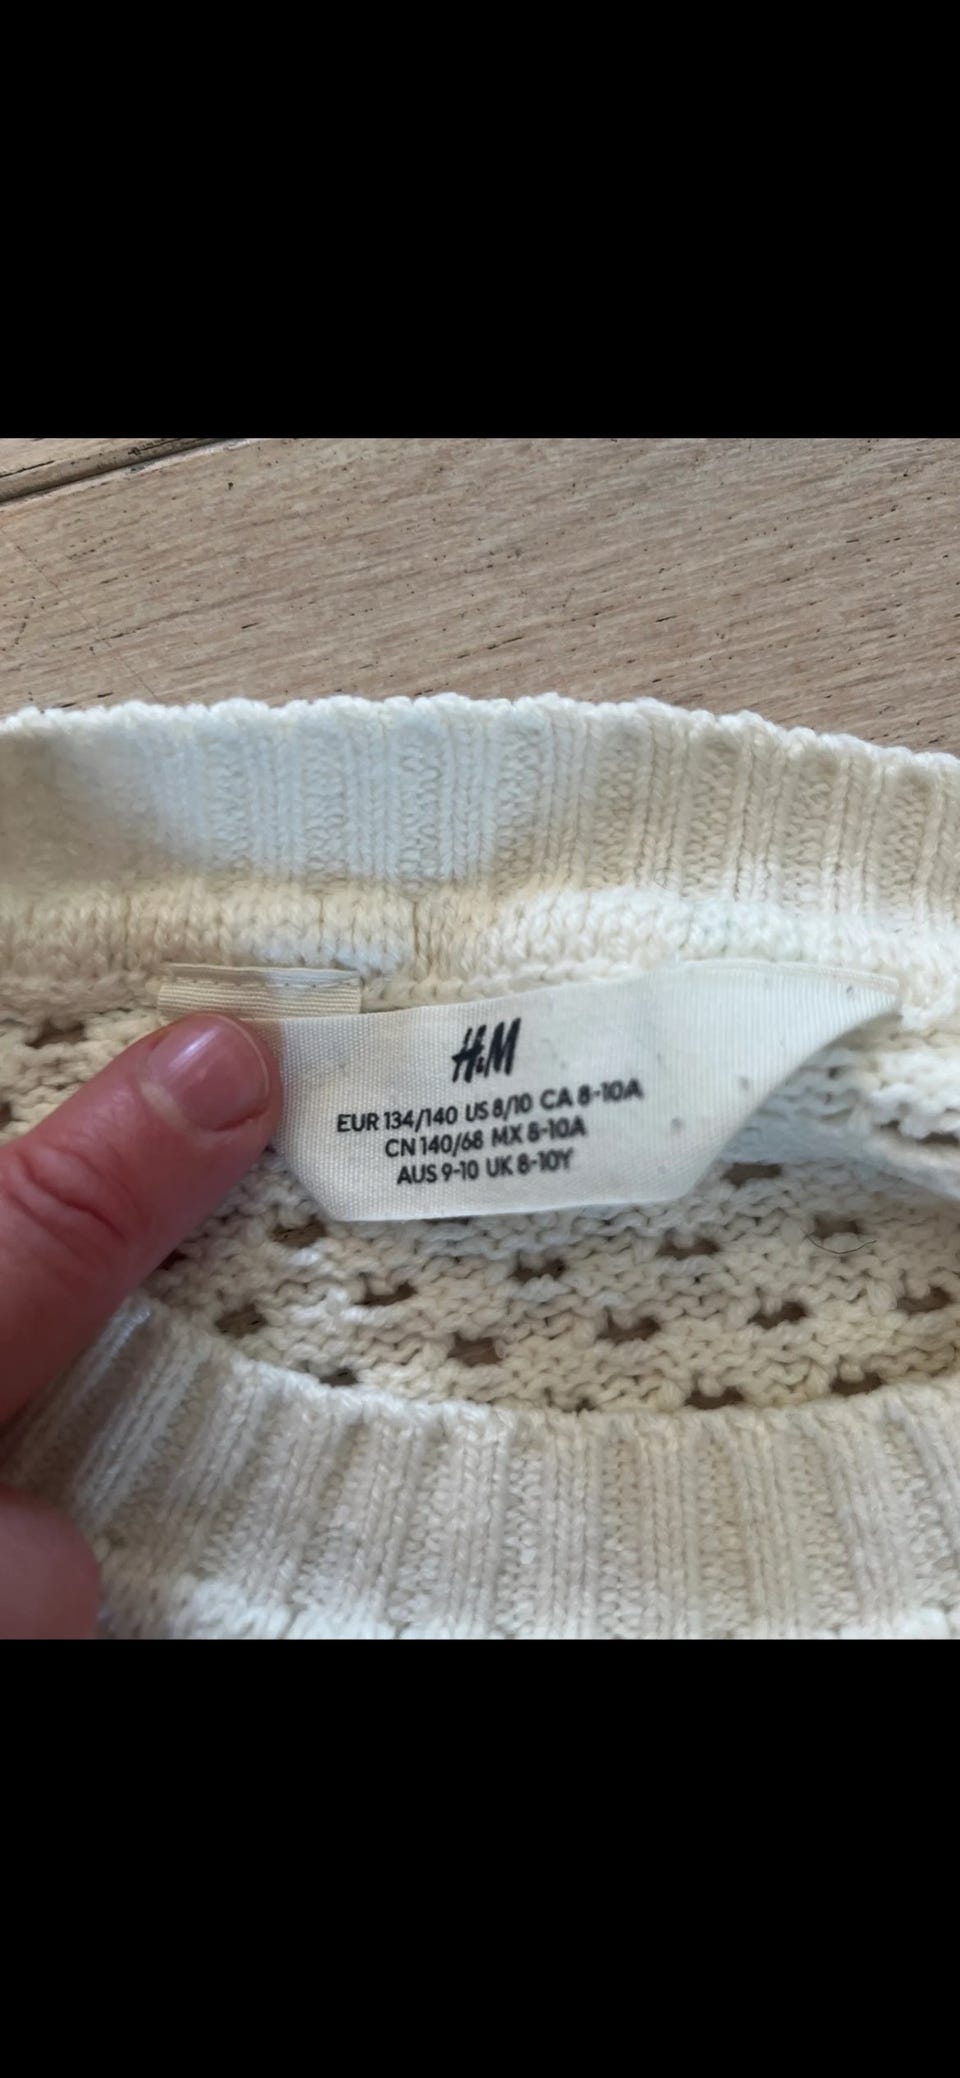 H&M
EUR 134/140 US 8/10 CA 8-10A
CN 140/68 MX 8-10A
AUS 9-10 UK 8-10Y